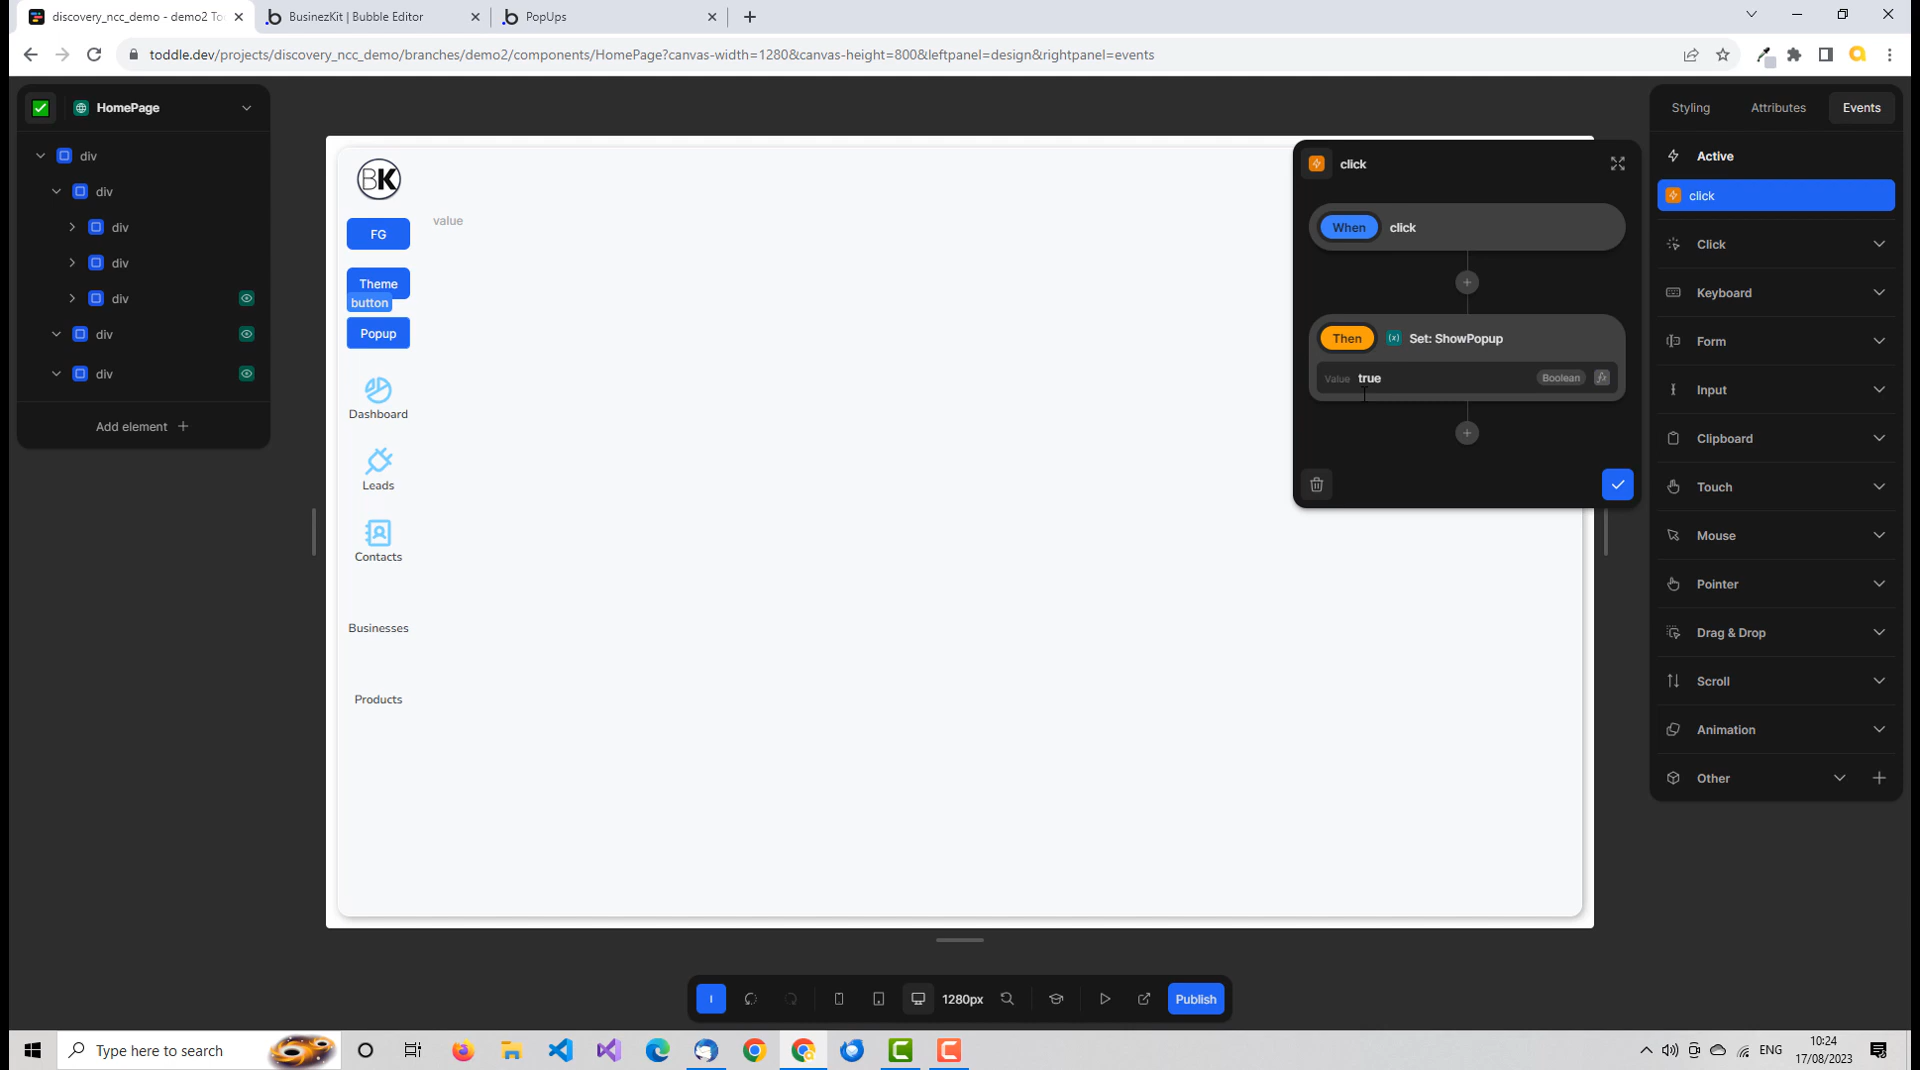 discovery_ncc_demo - demo2 To
BusinezKit | Bubble Editor
PopUps
toddle.dev/projects/discovery_ncc_demo/branches/demo2/components/HomePage?canvas-width=1280&canvas-height=800&leftpanel=design&rightpanel=events
HomePage
div
div
div
div
div
div
div
Add element
BK
FG
value
Theme
button
Popup
Dashboard
Leads
Contacts
Businesses
Products
click
When click
Then (x) Set: ShowPopup
Value true Boolean fx
Styling Attributes Events
Active
click
Click
Keyboard
Form
Input
Clipboard
Touch
Mouse
Pointer
Drag & Drop
Scroll
Animation
Other
1280px
Publish
Type here to search
ENG
10:24
17/08/2023